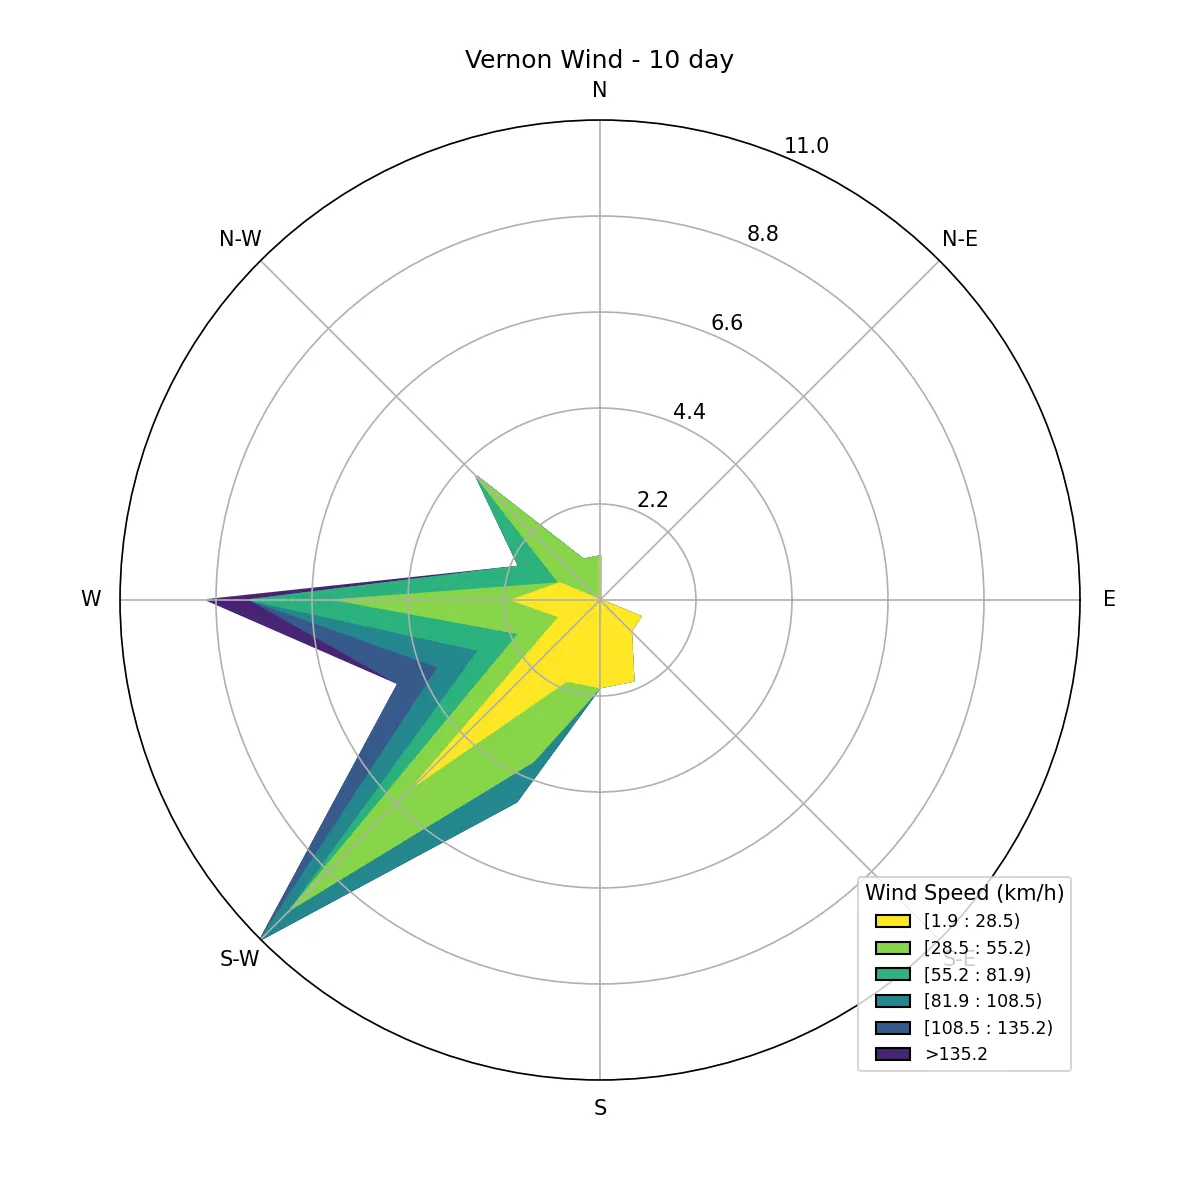 Vernon Wind - 10 day
N
11.0
8.8
N-W
N-E
6.6
4.4
2.2
W
E
Wind Speed (km/h)
[1.9 : 28.5)
[28.5 : 55.2)
S-W
S-E
[55.2 : 81.9)
[81.9 : 108.5)
[108.5 : 135.2)
>135.2
S